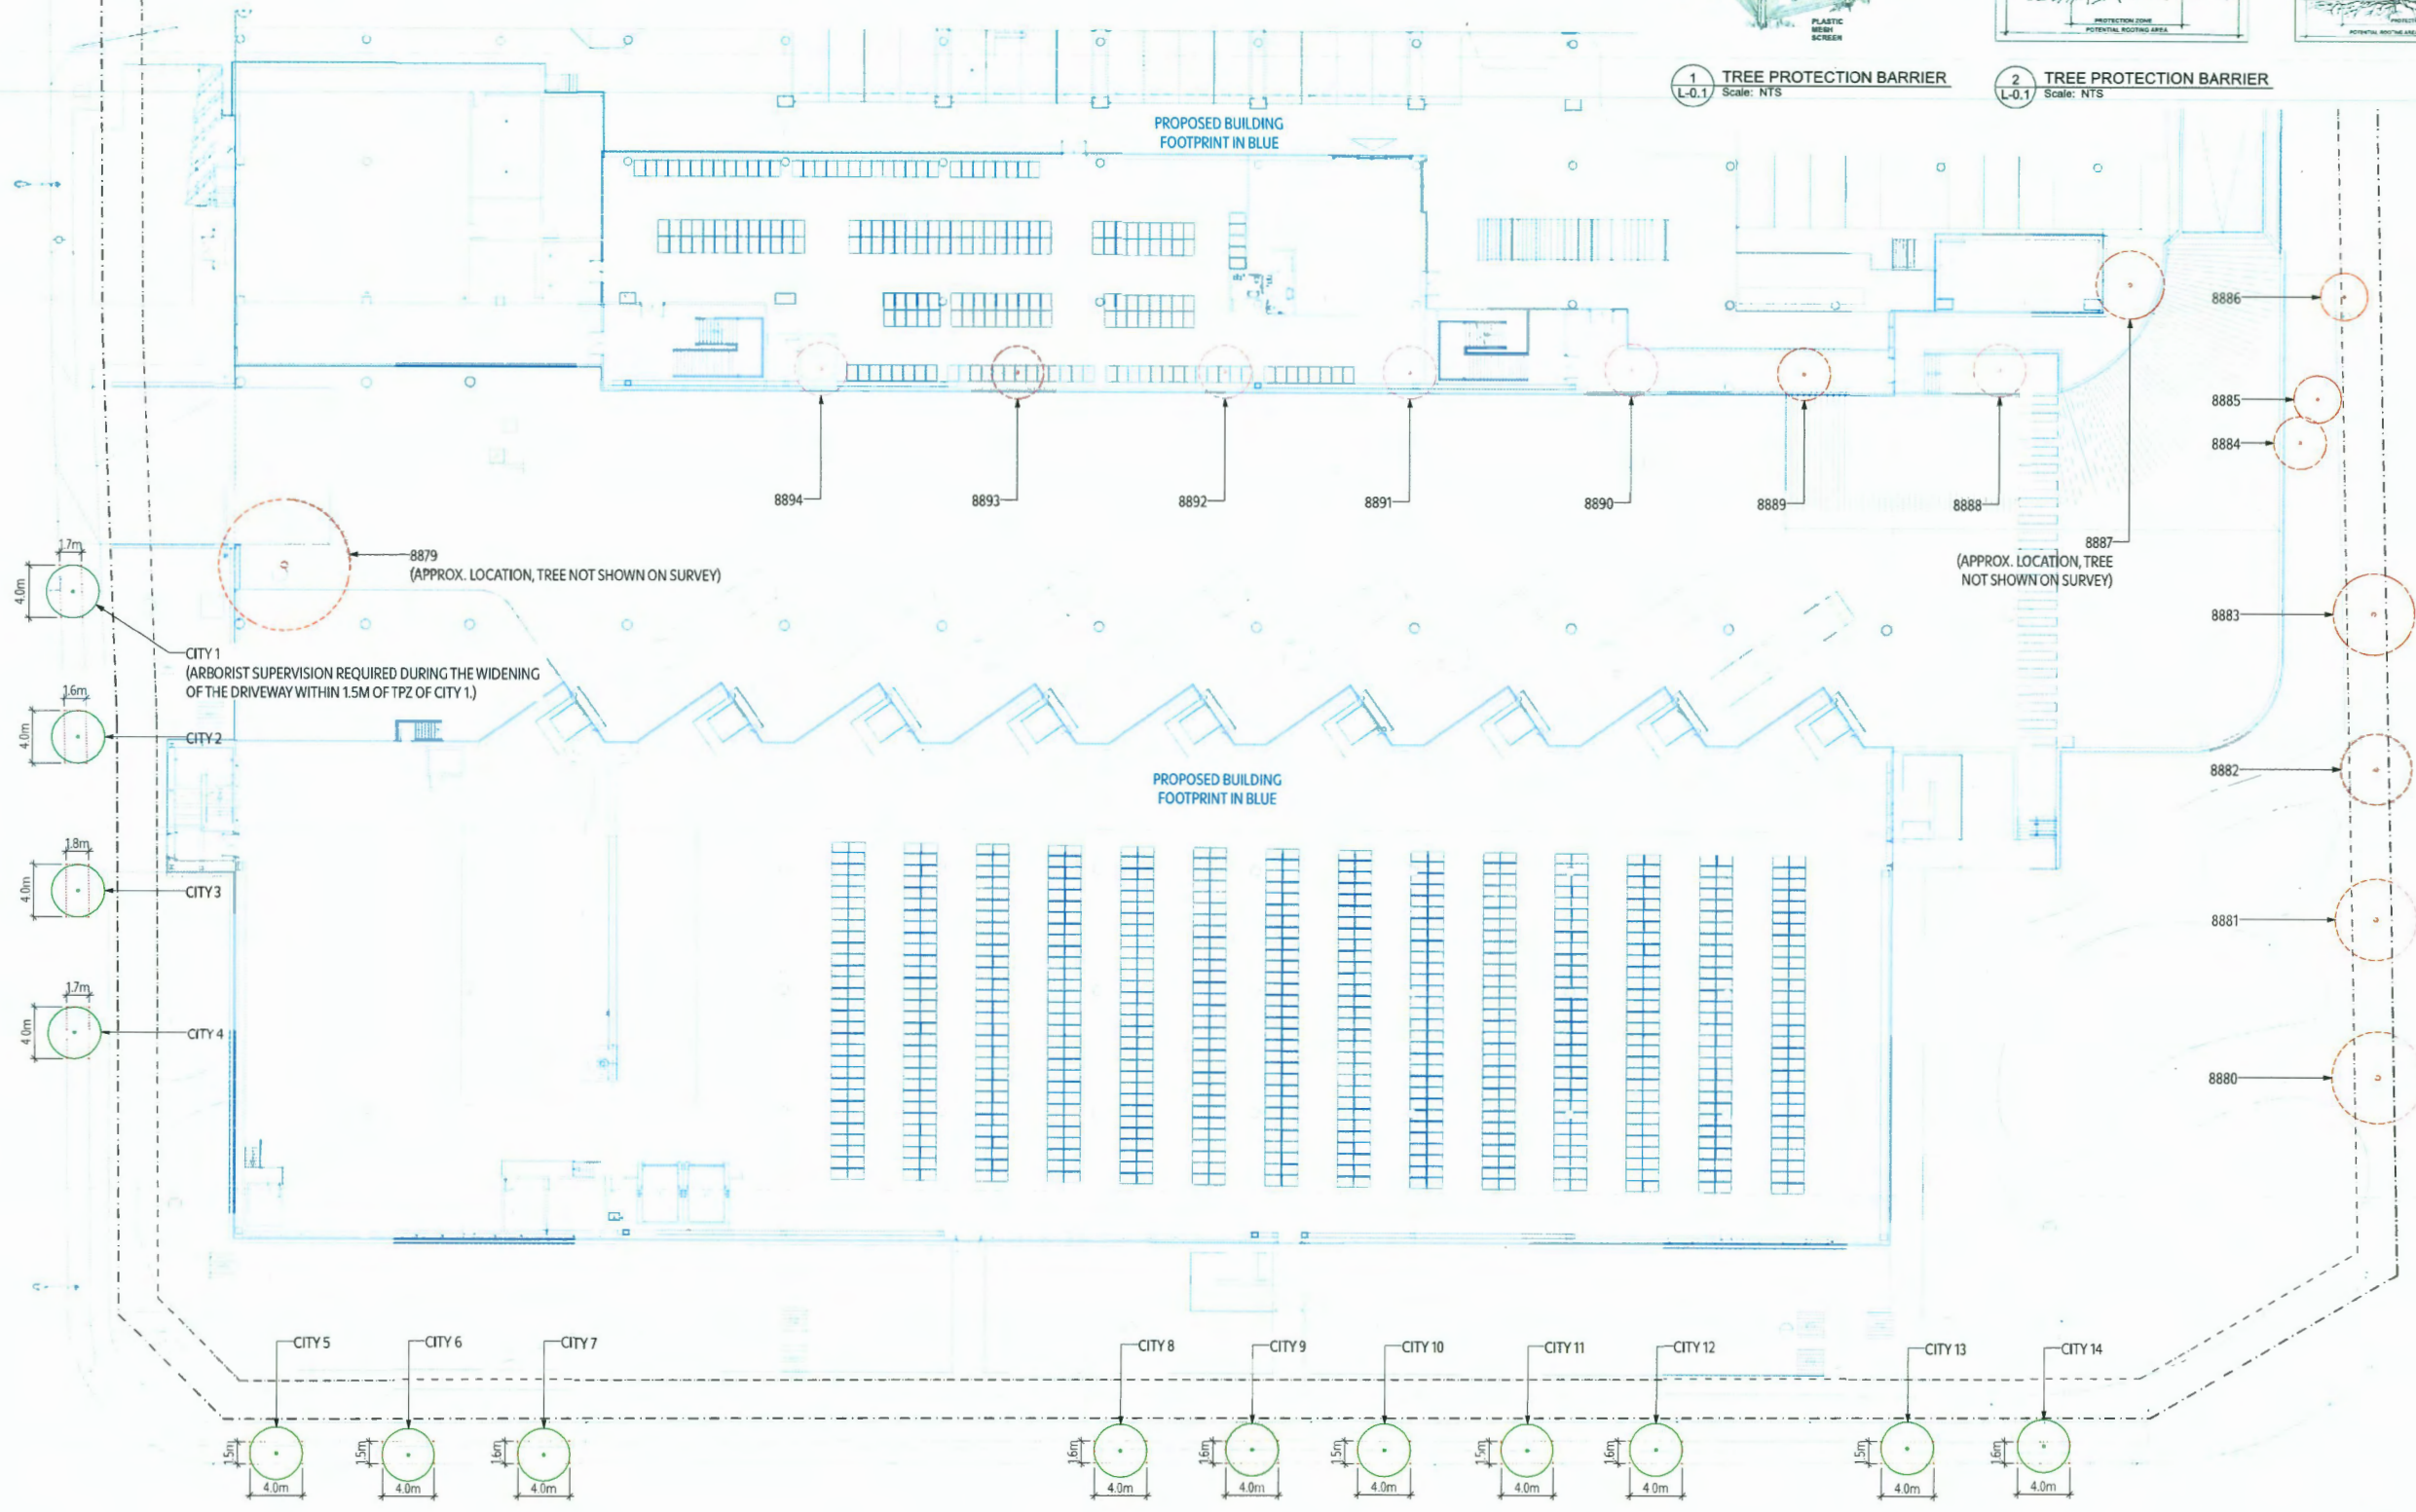 PLASTIC
MESH
SCREEN
PROTECTION ZONE
POTENTIAL ROOTING AREA
POTENTIAL ROOTING AREA
1
L-0.1
TREE PROTECTION BARRIER
Scale: NTS
2
L-0.1
TREE PROTECTION BARRIER
Scale: NTS
PROPOSED BUILDING
FOOTPRINT IN BLUE
8886
8885
8884
8894
8893
8892
8891
8890
8889
8888
8887
(APPROX. LOCATION, TREE
NOT SHOWN ON SURVEY)
8879
(APPROX. LOCATION, TREE NOT SHOWN ON SURVEY)
1.7m
4.0m
8883
CITY 1
(ARBORIST SUPERVISION REQUIRED DURING THE WIDENING
OF THE DRIVEWAY WITHIN 1.5M OF TPZ OF CITY 1.)
1.6m
4.0m
CITY 2
8882
PROPOSED BUILDING
FOOTPRINT IN BLUE
1.8m
4.0m
CITY 3
8881
1.7m
4.0m
CITY 4
8880
CITY 5
CITY 6
CITY 7
CITY 8
CITY 9
CITY 10
CITY 11
CITY 12
CITY 13
CITY 14
1.5m
1.5m
1.6m
1.6m
1.6m
1.5m
1.5m
1.6m
1.5m
1.6m
4.0m
4.0m
4.0m
4.0m
4.0m
4.0m
4.0m
4.0m
4.0m
4.0m